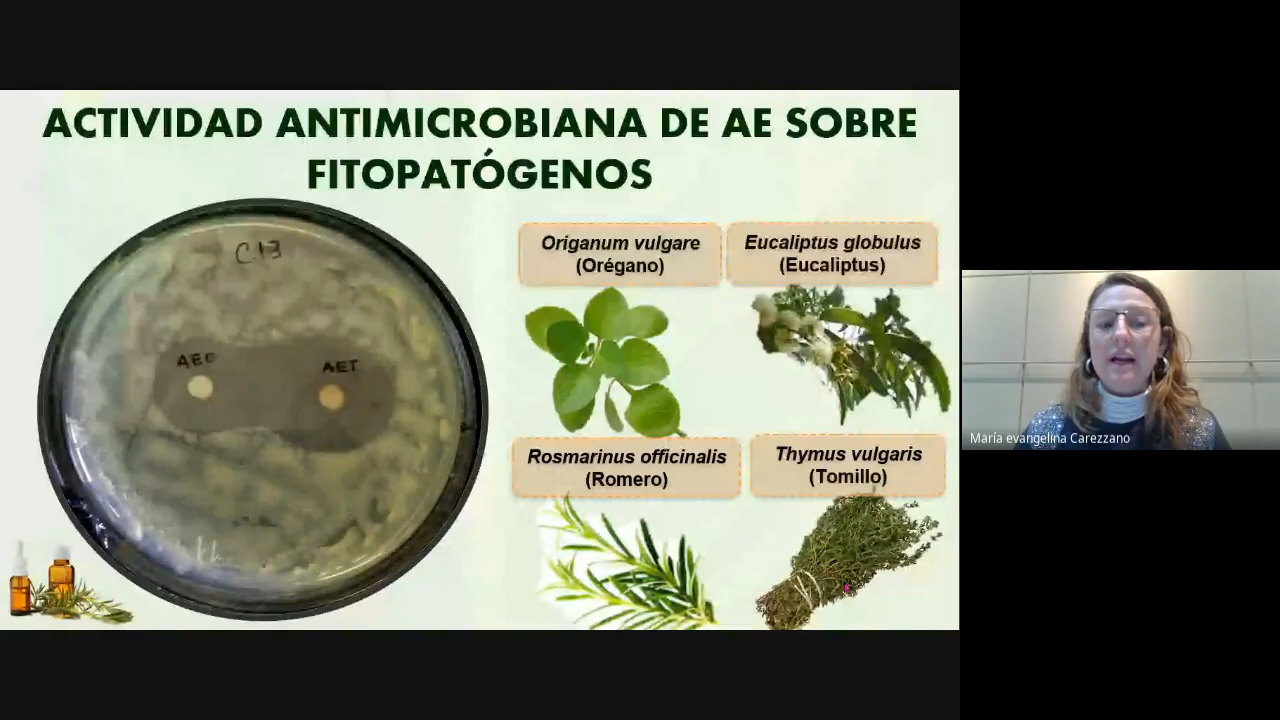 ACTIVIDAD ANTIMICROBIANA DE AE SOBRE
FITOPATÓGENOS
C13
AEO
AET
Origanum vulgare
(Orégano)
Eucaliptus globulus
(Eucaliptus)
Rosmarinus officinalis
(Romero)
Thymus vulgaris
(Tomillo)
María evangelina Carezzano